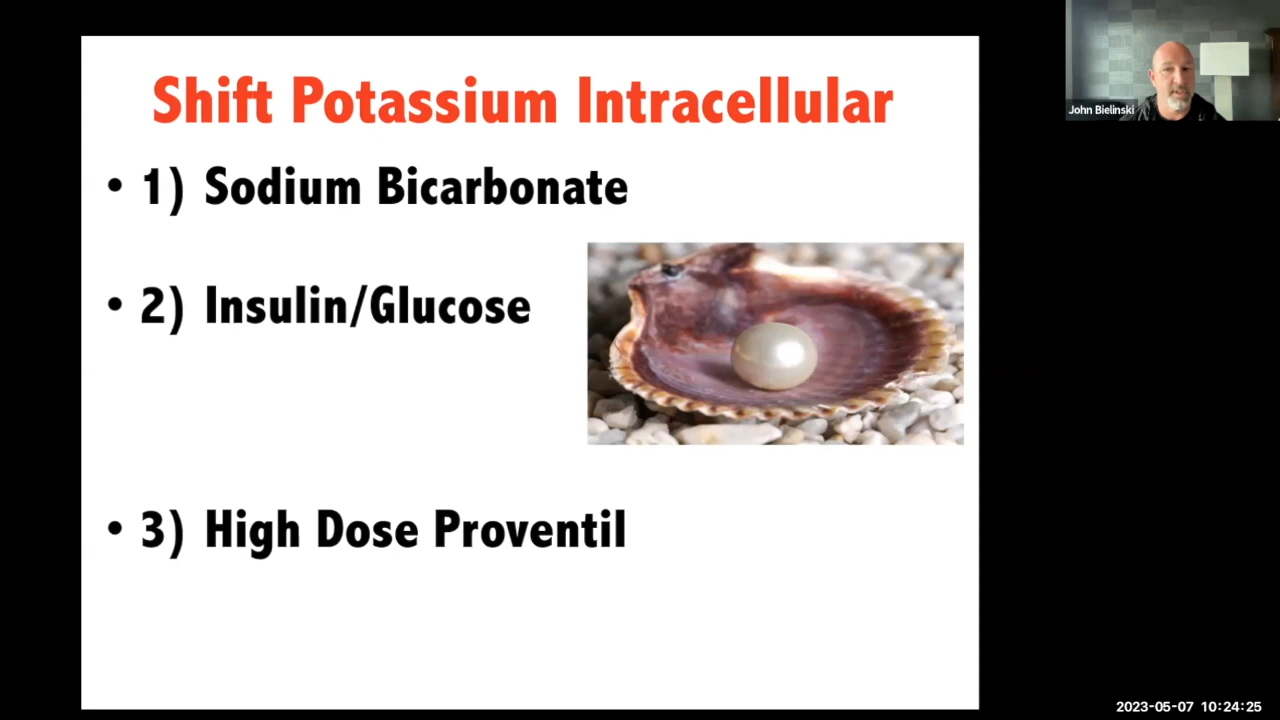 Shift Potassium Intracellular
• 1) Sodium Bicarbonate
• 2) Insulin/Glucose
• 3) High Dose Proventil
John Bielinski
2023-05-07 10:24:25